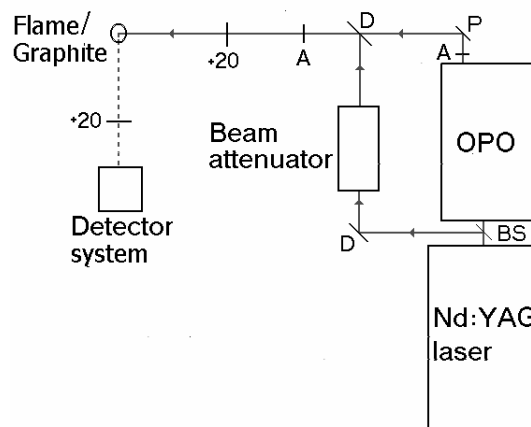 Flame/
Graphite
+20
A
D
P
A
OPO
+20
Beam
attenuator
Detector
system
D
BS
Nd:YAG
laser